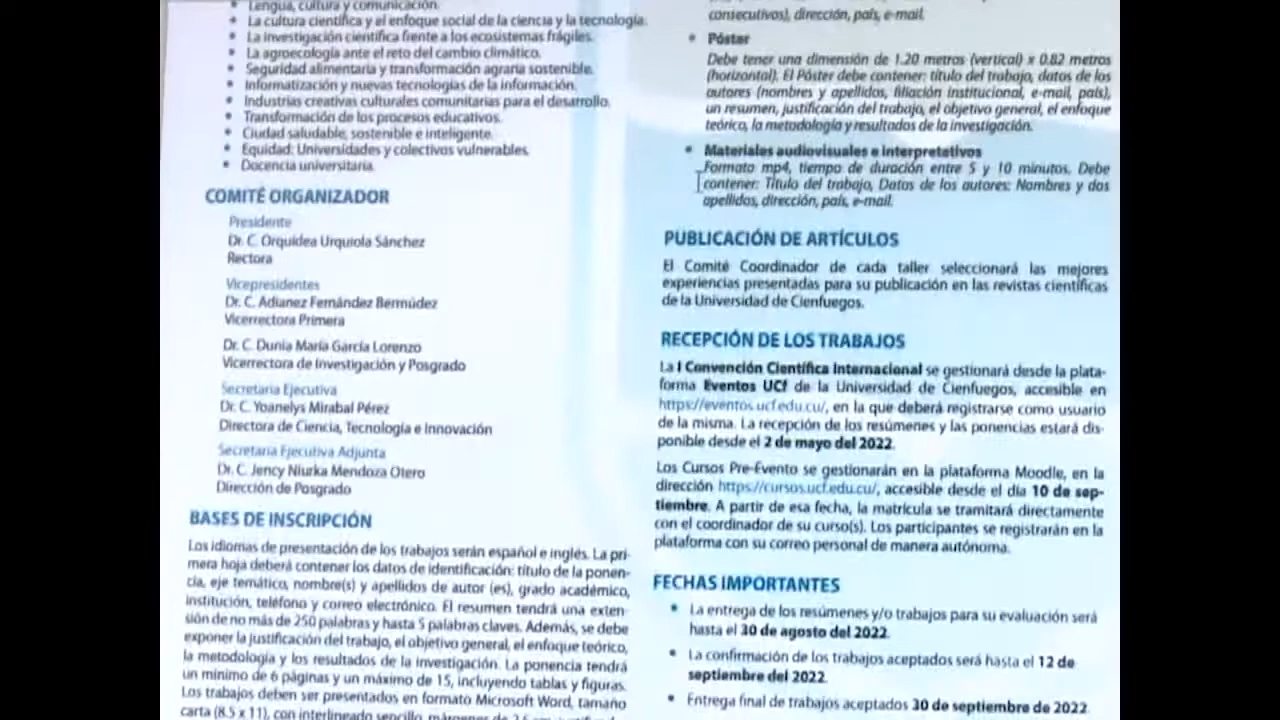 Lengua, cultura y comunicación.
La cultura científica y el enfoque social de la ciencia y la tecnología.
La investigación científica frente a los ecosistemas frágiles.
La agroecología ante el reto del cambio climático.
Seguridad alimentaria y transformación agraria sostenible.
Informatización y nuevas tecnologías de la información.
Industrias creativas culturales comunitarias para el desarrollo.
Transformación de los procesos educativos.
Ciudad saludable, sostenible e inteligente.
Equidad: Universidades y colectivos vulnerables.
Docencia universitaria.
COMITÉ ORGANIZADOR
Presidente
Dr. C. Orquidea Urquiola Sánchez
Rectora
Vicepresidentes
Dr. C. Adianez Fernández Bermúdez
Vicerrectora Primera
Dr. C. Dunia María García Lorenzo
Vicerrectora de Investigación y Posgrado
Secretaria Ejecutiva
Dr. C. Yoanelys Mirabal Pérez
Directora de Ciencia, Tecnología e Innovación
Secretaria Ejecutiva Adjunta
Dr. C. Jency Niurka Mendoza Otero
Dirección de Posgrado
BASES DE INSCRIPCIÓN
Los idiomas de presentación de los trabajos serán español e inglés. La pri-
mera hoja deberá contener los datos de identificación: título de la ponen-
cia, eje temático, nombre(s) y apellidos de autor (es), grado académico,
institución, teléfono y correo electrónico. El resumen tendrá una exten-
sión de no más de 250 palabras y hasta 5 palabras claves. Además, se debe
exponer la justificación del trabajo, el objetivo general, el enfoque teórico,
la metodología y los resultados de la investigación. La ponencia tendrá
un mínimo de 6 páginas y un máximo de 15, incluyendo tablas y figuras.
Los trabajos deben ser presentados en formato Microsoft Word, tamaño
carta (8.5 x 11), con interlineado sencillo, márgenes de
consecutivos), dirección, país, e-mail.
Póster
Debe tener una dimensión de 1.20 metros (vertical) x 0.82 metros
(horizontal). El Póster debe contener: título del trabajo, datos de los
autores (nombres y apellidos, filiación institucional, e-mail, país),
un resumen, justificación del trabajo, el objetivo general, el enfoque
teórico, la metodología y resultados de la investigación.
Materiales audiovisuales e interpretativos
Formato mp4, tiempo de duración entre 5 y 10 minutos. Debe
contener: Título del trabajo, Datos de los autores: Nombres y dos
apellidos, dirección, país, e-mail.
PUBLICACIÓN DE ARTÍCULOS
El Comité Coordinador de cada taller seleccionará las mejores
experiencias presentadas para su publicación en las revistas científicas
de la Universidad de Cienfuegos.
RECEPCIÓN DE LOS TRABAJOS
La I Convención Científica Internacional se gestionará desde la plata-
forma Eventos UCf de la Universidad de Cienfuegos, accesible en
https://eventos.ucf.edu.cu/, en la que deberá registrarse como usuario
de la misma. La recepción de los resúmenes y las ponencias estará dis-
ponible desde el 2 de mayo del 2022.
Los Cursos Pre-Evento se gestionarán en la plataforma Moodle, en la
dirección https://cursos.ucf.edu.cu/, accesible desde el día 10 de sep-
tiembre. A partir de esa fecha, la matrícula se tramitará directamente
con el coordinador de su curso(s). Los participantes se registrarán en la
plataforma con su correo personal de manera autónoma.
FECHAS IMPORTANTES
La entrega de los resúmenes y/o trabajos para su evaluación será
hasta el 30 de agosto del 2022.
La confirmación de los trabajos aceptados será hasta el 12 de
septiembre del 2022.
Entrega final de trabajos aceptados 30 de septiembre de 2022